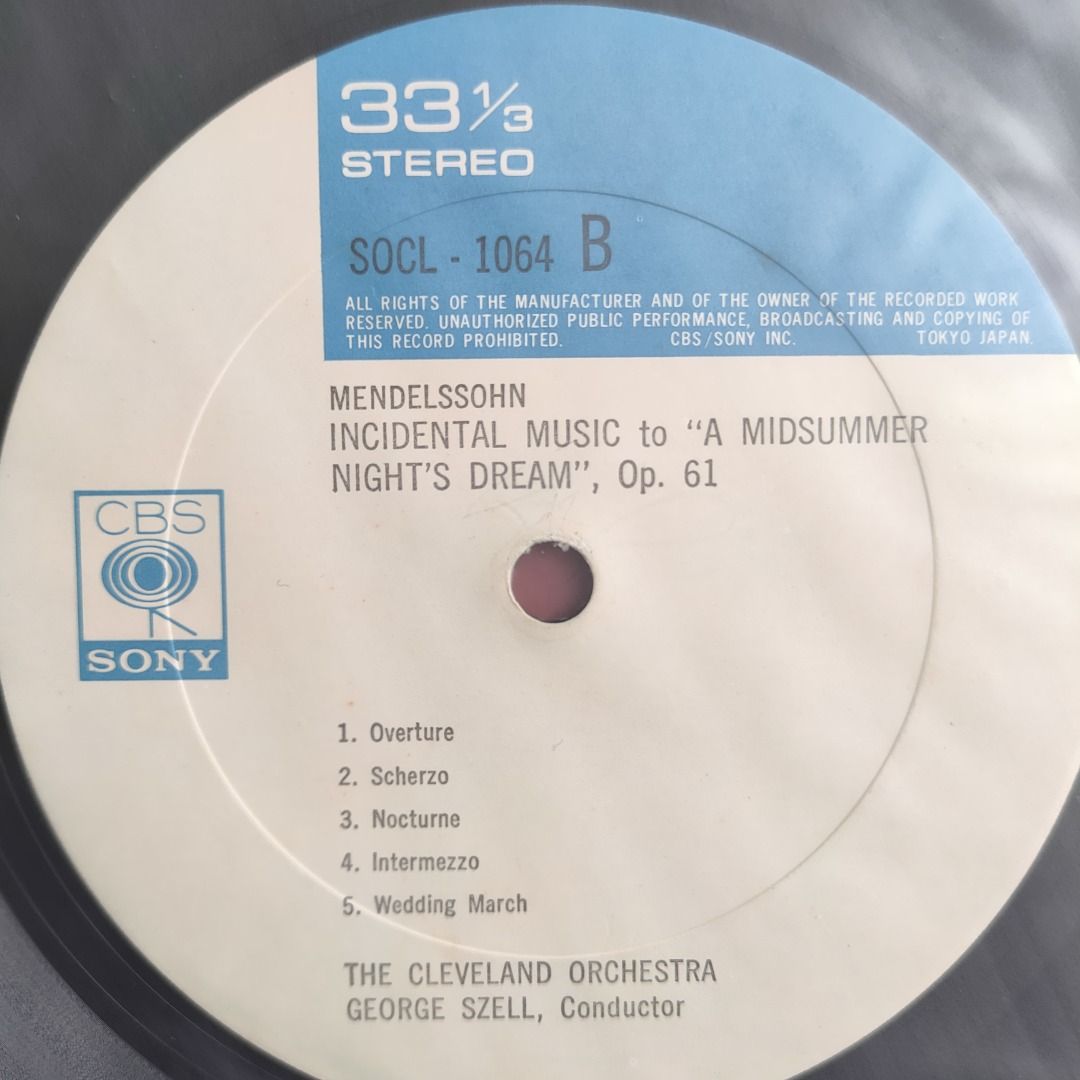 33 1/3
STEREO
SOCL - 1064 B
ALL RIGHTS OF THE MANUFACTURER AND OF THE OWNER OF THE RECORDED WORK
RESERVED. UNAUTHORIZED PUBLIC PERFORMANCE, BROADCASTING AND COPYING OF
THIS RECORD PROHIBITED. CBS/SONY INC. TOKYO JAPAN.
MENDELSSOHN
INCIDENTAL MUSIC to “A MIDSUMMER
NIGHT'S DREAM”, Op. 61
CBS
SONY
1. Overture
2. Scherzo
3. Nocturne
4. Intermezzo
5. Wedding March
THE CLEVELAND ORCHESTRA
GEORGE SZELL, Conductor